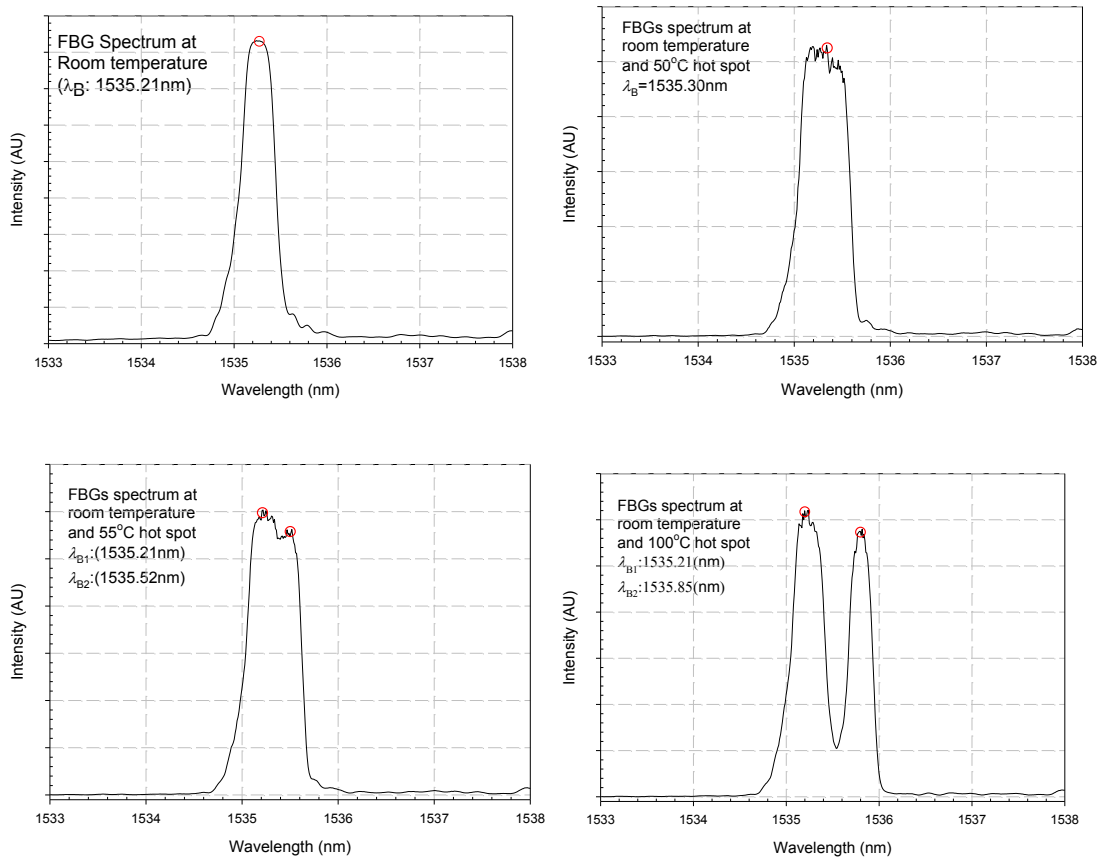 FBG Spectrum at
Room temperature
(λB: 1535.21nm)
Intensity (AU)
1533 1534 1535 1536 1537 1538
Wavelength (nm)
FBGs spectrum at
room temperature
and 50°C hot spot
λB=1535.30nm
Intensity (AU)
1533 1534 1535 1536 1537 1538
Wavelength (nm)
FBGs spectrum at
room temperature
and 55°C hot spot
λB1:(1535.21nm)
λB2:(1535.52nm)
Intensity (AU)
1533 1534 1535 1536 1537 1538
Wavelength (nm)
FBGs spectrum at
room temperature
and 100°C hot spot
λB1:1535.21(nm)
λB2:1535.85(nm)
Intensity (AU)
1533 1534 1535 1536 1537 1538
Wavelength (nm)